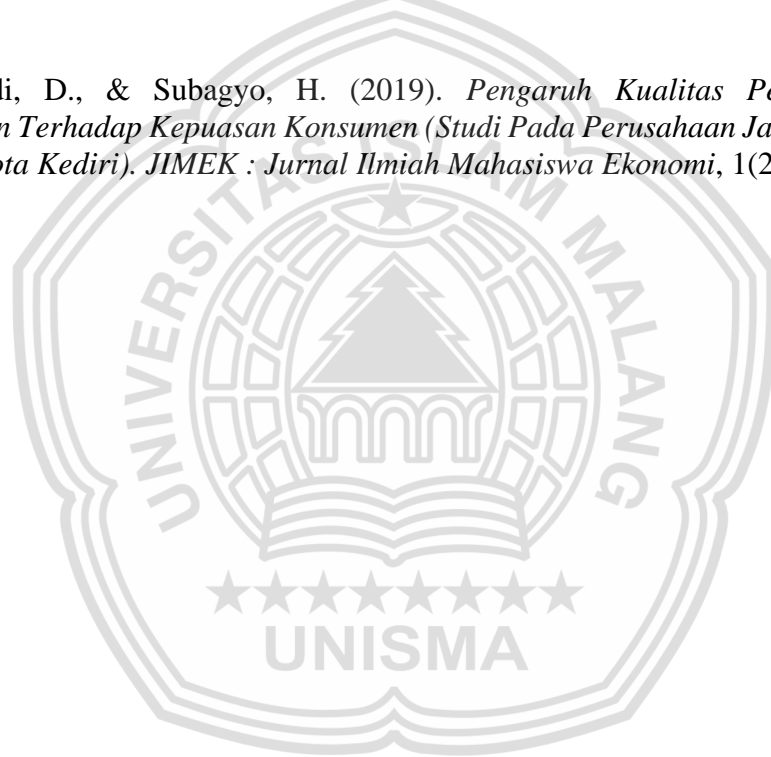 di, D., & Subagyo, H. (2019). Pengaruh Kualitas Pe
n Terhadap Kepuasan Konsumen (Studi Pada Perusahaan Ja
ota Kediri). JIMEK : Jurnal Ilmiah Mahasiswa Ekonomi, 1(2
UNIVERSITAS ISLAM MALANG
UNISMA